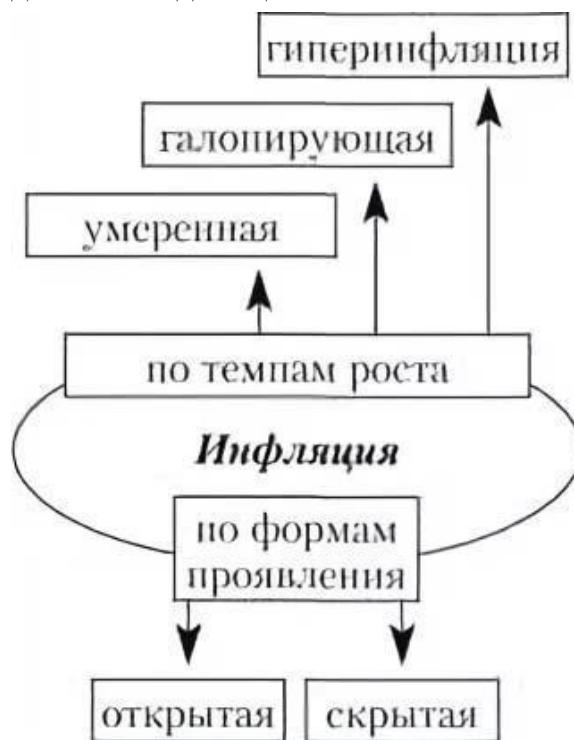 гиперинфляция
галопирующая
умеренная
по темпам роста
Инфляция
по формам
проявления
открытая
скрытая